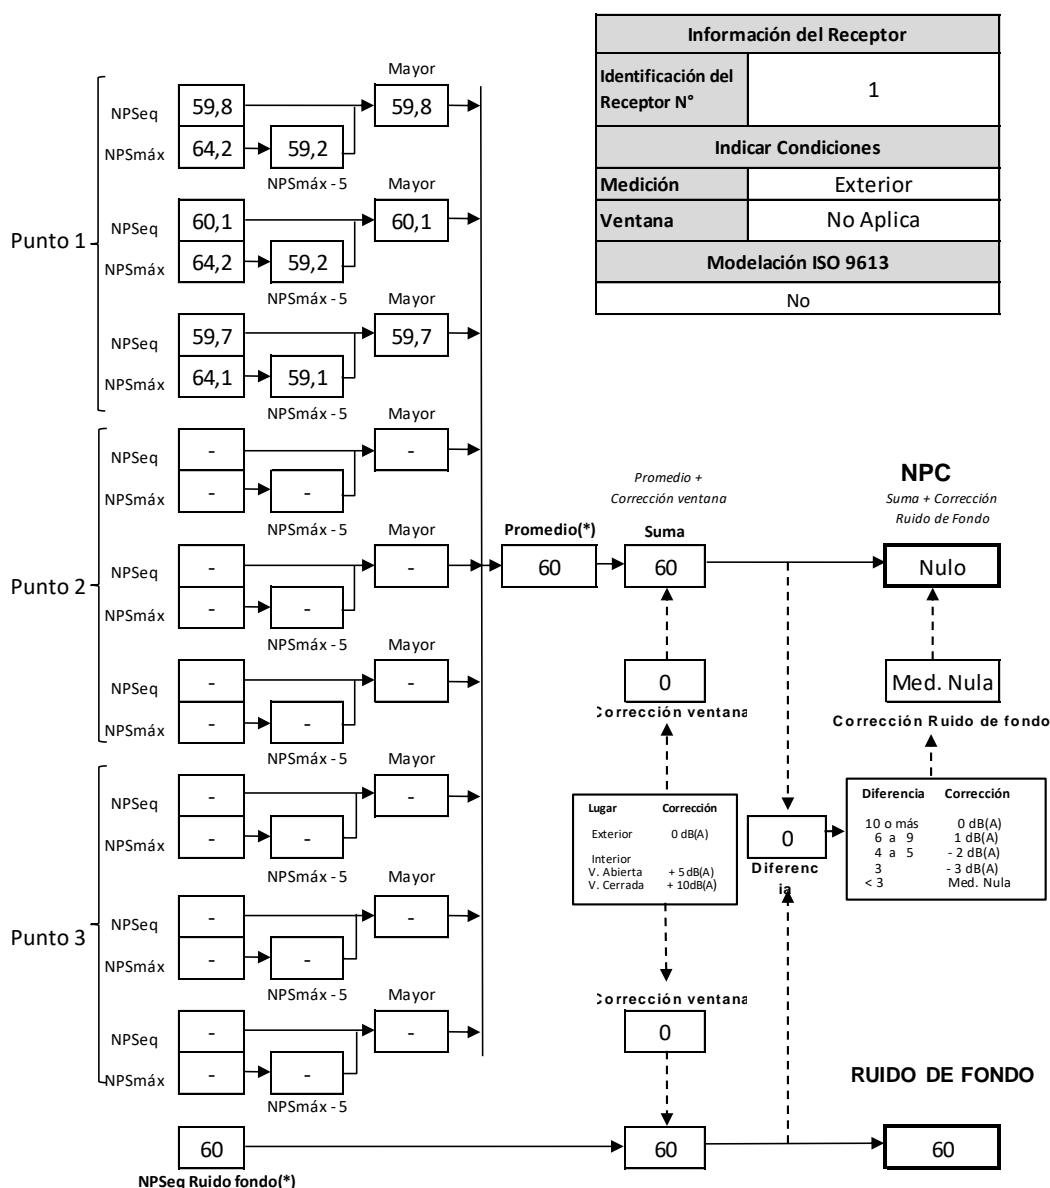 Información del Receptor
Identificación del Receptor N° 1
Indicar Condiciones
Medición Exterior
Ventana No Aplica
Modelación ISO 9613
No
Punto 1
Mayor
NPSeq 59,8 59,8
NPSmáx 64,2 59,2
NPSmáx - 5
Mayor
NPSeq 60,1 60,1
NPSmáx 64,2 59,2
NPSmáx - 5
Mayor
NPSeq 59,7 59,7
NPSmáx 64,1 59,1
NPSmáx - 5
Punto 2
Mayor
NPSeq - -
NPSmáx - -
NPSmáx - 5
Mayor
NPSeq - -
NPSmáx - -
NPSmáx - 5
Mayor
NPSeq - -
NPSmáx - -
NPSmáx - 5
Punto 3
Mayor
NPSeq - -
NPSmáx - -
NPSmáx - 5
Mayor
NPSeq - -
NPSmáx - -
NPSmáx - 5
Mayor
NPSeq - -
NPSmáx - -
NPSmáx - 5
Promedio(*)
60
Promedio +
Corrección ventana
Suma
60
NPC
Suma + Corrección
Ruido de Fondo
Nulo
0
Corrección ventana
Med. Nula
Corrección Ruido de fondo
Lugar Corrección
Exterior 0 dB(A)
Interior
V. Abierta + 5 dB(A)
V. Cerrada + 10dB(A)
0
Diferenc
ia
Diferencia Corrección
10 o más 0 dB(A)
6 a 9 1 dB(A)
4 a 5 - 2 dB(A)
3 - 3 dB(A)
< 3 Med. Nula
Corrección ventana
0
RUIDO DE FONDO
60 60 60
NPSeq Ruido fondo(*)